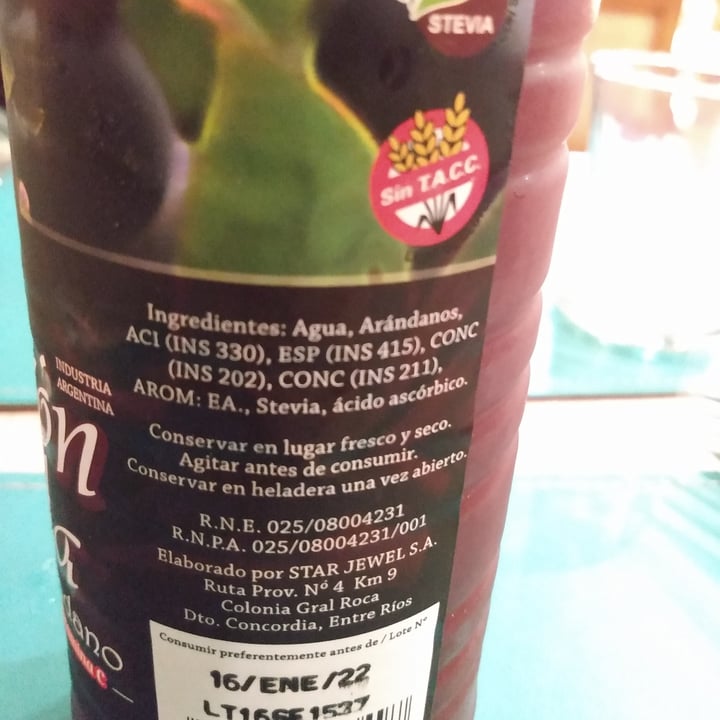 STEVIA
Sin T.A.C.C.
Ingredientes: Agua, Arándanos,
ACl (INS 330), ESP (INS 415), CONC
(INS 202), CONC (INS 211),
AROM: EA., Stevia, ácido ascórbico.
Conservar en lugar fresco y seco.
Agitar antes de consumir.
Conservar en heladera una vez abierto.
R.N.E. 025/08004231
R.N.P.A. 025/08004231/001
Elaborado por STAR JEWEL S.A.
Ruta Prov. Nº 4 Km 9
Colonia Gral Roca
Dto. Concordia, Entre Ríos
INDUSTRIA
ARGENTINA
Consumir preferentemente antes de / Lote Nº
16/ENE/22
LT16SE1537